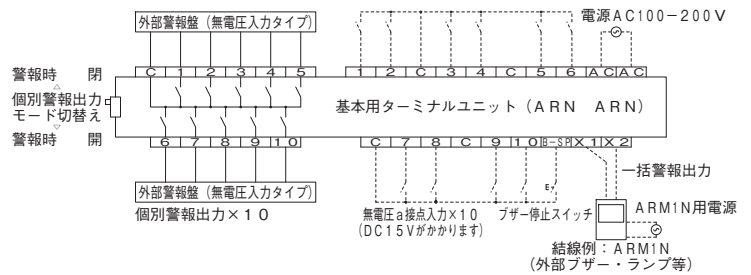 外部警報盤（無電圧入力タイプ）
電源AC100－200V
C 1 2 3 4 5
1 2 C 3 4 C 5 6 AC AC
警報時　閉
個別警報出力
モード切替え
警報時　開
基本用ターミナルユニット（ARN　ARN）
6 7 8 9 10
C 7 8 C 9 10 B－SP X1 X2
外部警報盤（無電圧入力タイプ）
個別警報出力×10
無電圧a接点入力×10
（DC15Vがかかります）
ブザー停止スイッチ
E
一括警報出力
ARM1N用電源
結線例：ARM1N
（外部ブザー・ランプ等）